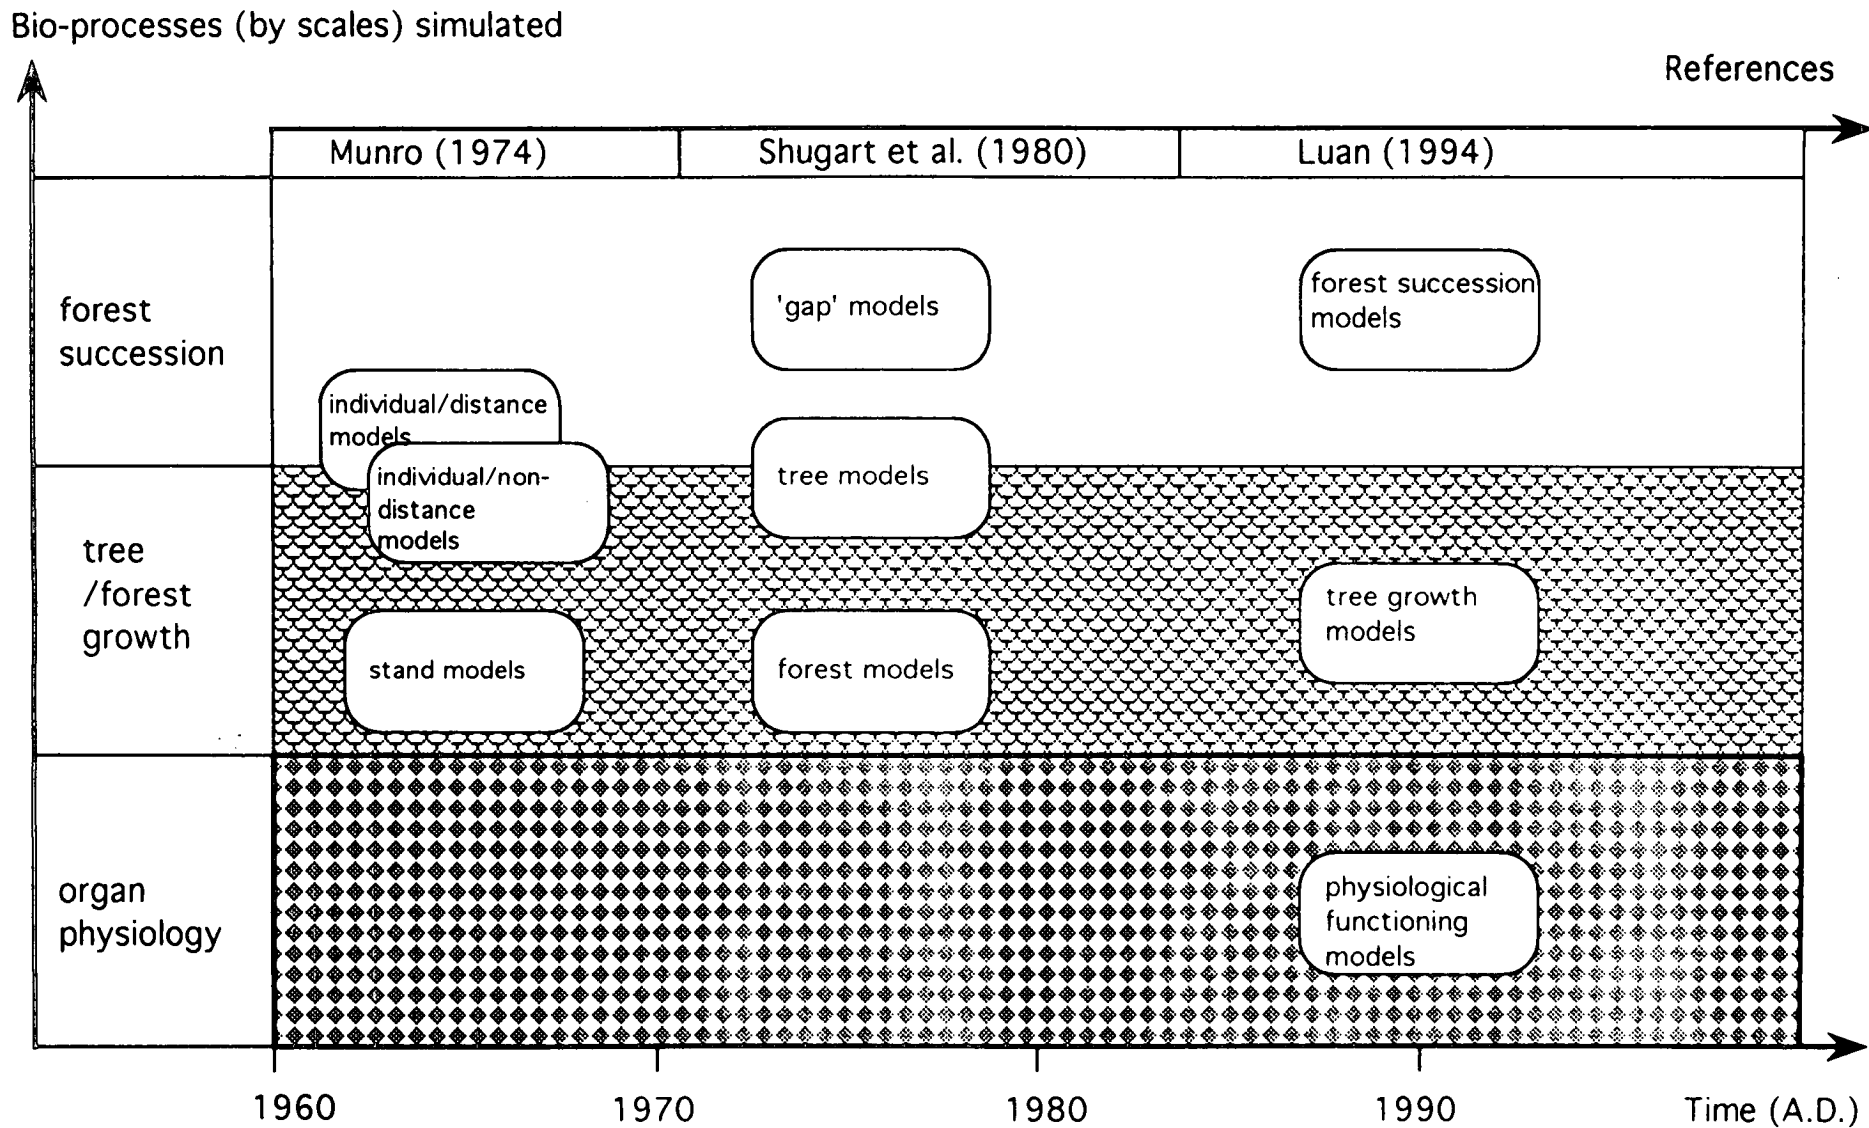 Bio-processes (by scales) simulated
References
Munro (1974)
Shugart et al. (1980)
Luan (1994)
forest
succession
'gap' models
forest succession
models
individual/distance
models
individual/non-
distance
models
tree models
tree
/forest
growth
stand models
forest models
tree growth
models
organ
physiology
physiological
functioning
models
1960
1970
1980
1990
Time (A.D.)